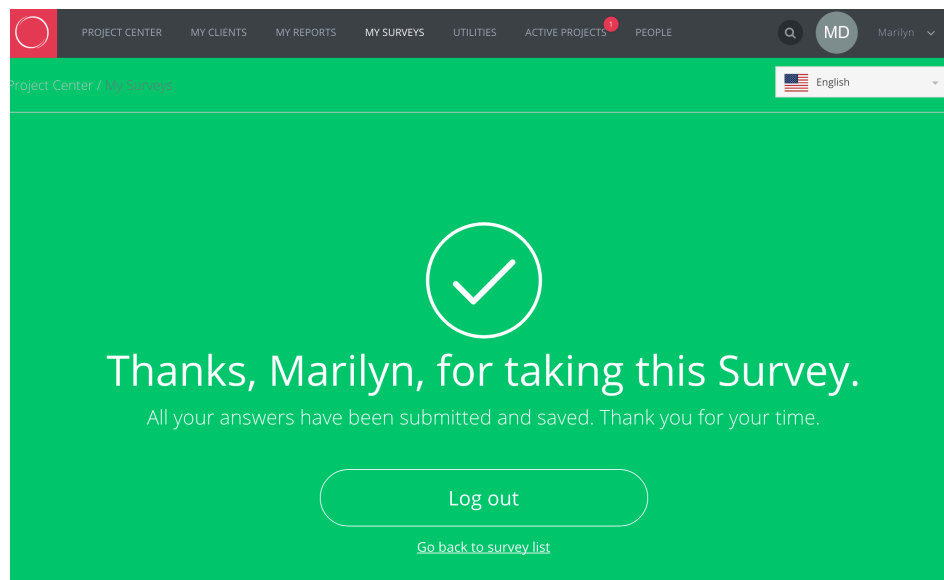 PROJECT CENTER MY CLIENTS MY REPORTS MY SURVEYS UTILITIES ACTIVE PROJECTS 1 PEOPLE MD Marilyn
Project Center / My Surveys
English
Thanks, Marilyn, for taking this Survey.
All your answers have been submitted and saved. Thank you for your time.
Log out
Go back to survey list